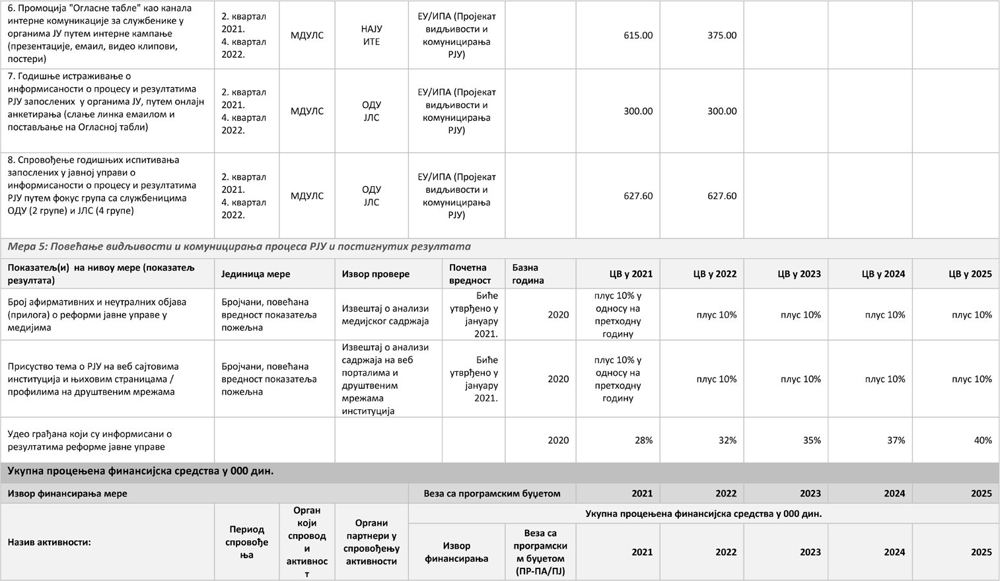 6. Промоција "Огласне табле" као канала
интерне комуникације за службенике у
органима ЈУ путем интерне кампање
(презентације, емаил, видео клипови,
постери)
2. квартал
2021.
4. квартал
2022.
МДУЛС
НАЈУ
ИТЕ
ЕУ/ИПА (Пројекат
видљивости и
комуницирања
РЈУ)
615.00
375.00
7. Годишње истраживање о
информисаности о процесу и резултатима
РЈУ запослених у органима ЈУ, путем онлајн
анкетирања (слање линка емаилом и
постављање на Огласној табли)
2. квартал
2021.
4. квартал
2022.
МДУЛС
ОДУ
ЈЛС
ЕУ/ИПА (Пројекат
видљивости и
комуницирања
РЈУ)
300.00
300.00
8. Спровођење годишњих испитивања
запослених у јавној управи о
информисаности о процесу и резултатима
РЈУ путем фокус група са службеницима
ОДУ (2 групе) и ЈЛС (4 групе)
2. квартал
2021.
4. квартал
2022.
МДУЛС
ОДУ
ЈЛС
ЕУ/ИПА (Пројекат
видљивости и
комуницирања
РЈУ)
627.60
627.60
Мера 5: Повећање видљивости и комуницирања процеса РЈУ и постигнутих резултата
Показатељ(и) на нивоу мере (показатељ
резултата)
Јединица мере
Извор провере
Почетна
вредност
Базна
година
ЦВ у 2021
ЦВ у 2022
ЦВ у 2023
ЦВ у 2024
ЦВ у 2025
Број афирмативних и неутралних објава
(прилога) о реформи јавне управе у
медијима
Бројчани, повећана
вредност показатеља
пожељна
Извештај о анализи
медијског садржаја
Биће
утврђено у
јануару
2021.
2020
плус 10% у
односу на
претходну
годину
плус 10%
плус 10%
плус 10%
плус 10%
Присуство тема о РЈУ на веб сајтовима
институција и њиховим страницама /
профилима на друштвеним мрежама
Бројчани, повећана
вредност показатеља
пожељна
Извештај о анализи
садржаја на веб
порталима и
друштвеним
мрежама
институција
Биће
утврђено у
јануару
2021.
2020
плус 10% у
односу на
претходну
годину
плус 10%
плус 10%
плус 10%
плус 10%
Удео грађана који су информисани о
резултатима реформе јавне управе
2020
28%
32%
35%
37%
40%
Укупна процењена финансијска средства у 000 дин.
Извор финансирања мере
Веза са програмским буџетом
2021
2022
2023
2024
2025
Назив активности:
Период
спровође
ња
Орган
који
спровод
и
активнос
т
Органи
партнери у
спровођењу
активности
Укупна процењена финансијска средства у 000 дин.
Извор
финансирања
Веза са
програмски
м буџетом
(ПР-ПА/ПЈ)
2021
2022
2023
2024
2025